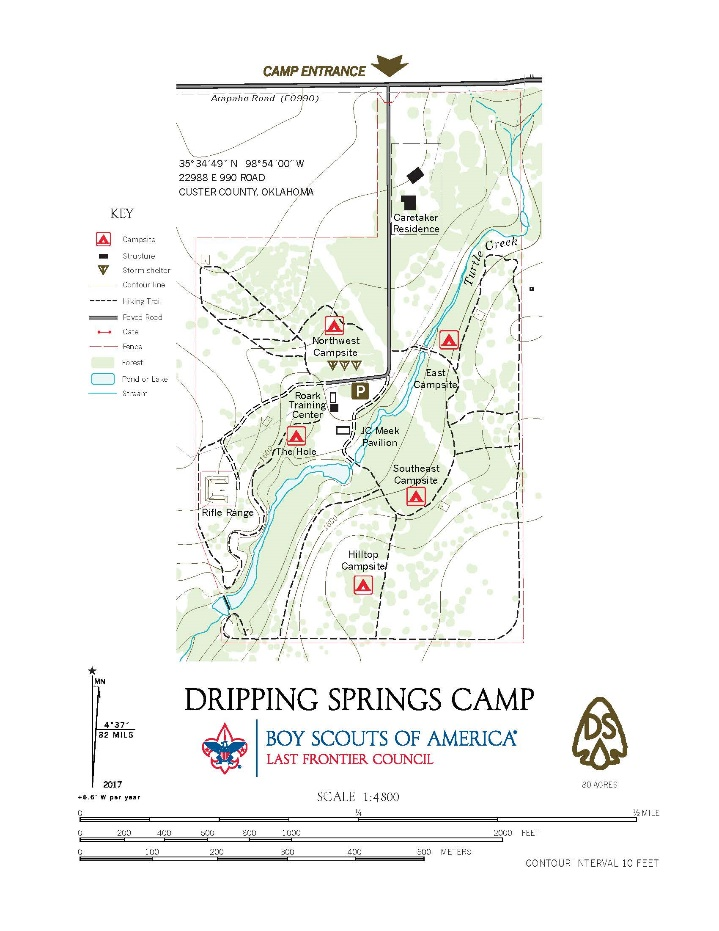 CAMP ENTRANCE
Arapaho Road (E0990)
35°34'49" N 98°54'00" W
22988 E 990 ROAD
CUSTER COUNTY, OKLAHOMA
Caretaker
Residence
KEY
Campsite
Structure
Storm shelter
Contour line
Hiking Trail
Paved Road
Gate
Fence
Forest
Pond or Lake
Stream
Turtle Creek
Northwest
Campsite
East
Campsite
P
Roark
Training
Center
JC Meek
Pavilion
The Hole
Southeast
Campsite
Rifle Range
Hilltop
Campsite
MN
4°37'
82 MILS
2017
DRIPPING SPRINGS CAMP
BOY SCOUTS OF AMERICA®
LAST FRONTIER COUNCIL
DS
80 ACRES
SCALE 1:4800
0 ¼ ½ MILE
0 200 400 600 800 1000 2000 FEET
0 100 200 300 400 500 METERS
CONTOUR INTERVAL 10 FEET